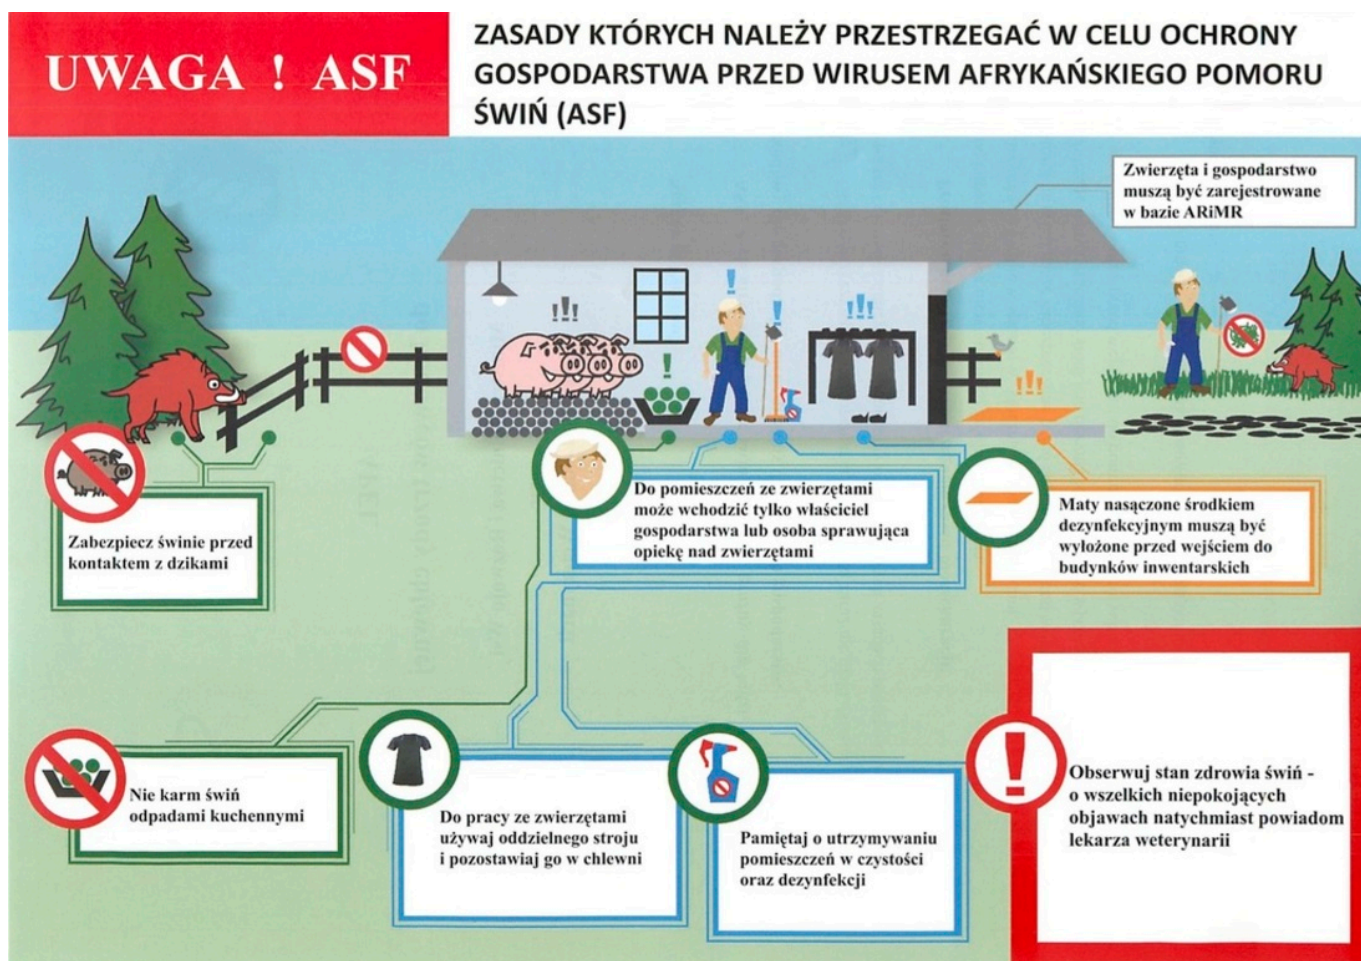 UWAGA ! ASF
ZASADY KTÓRYCH NALEŻY PRZESTRZEGAĆ W CELU OCHRONY
GOSPODARSTWA PRZED WIRUSEM AFRYKAŃSKIEGO POMORU
ŚWIŃ (ASF)
Zwierzęta i gospodarstwo
muszą być zarejestrowane
w bazie ARiMR
Zabezpiecz świnie przed
kontaktem z dzikami
Do pomieszczeń ze zwierzętami
może wchodzić tylko właściciel
gospodarstwa lub osoba sprawująca
opiekę nad zwierzętami
Maty nasączone środkiem
dezynfekcyjnym muszą być
wyłożone przed wejściem do
budynków inwentarskich
Nie karm świń
odpadami kuchennymi
Do pracy ze zwierzętami
używaj oddzielnego stroju
i pozostawiaj go w chlewni
Pamiętaj o utrzymywaniu
pomieszczeń w czystości
oraz dezynfekcji
Obserwuj stan zdrowia świń -
o wszelkich niepokojących
objawach natychmiast powiadom
lekarza weterynarii